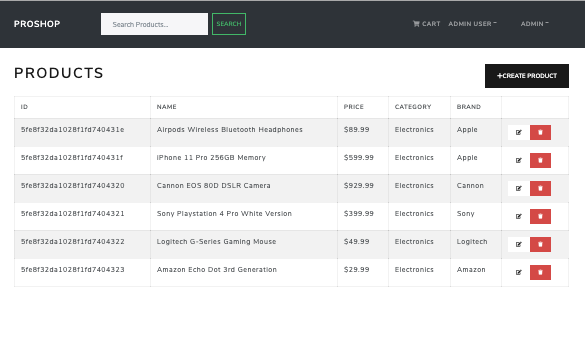 PROSHOP Search Products... SEARCH CART ADMIN USER ADMIN
PRODUCTS
+CREATE PRODUCT
ID NAME PRICE CATEGORY BRAND
5fe8f32da1028f1fd740431e Airpods Wireless Bluetooth Headphones $89.99 Electronics Apple
5fe8f32da1028f1fd740431f iPhone 11 Pro 256GB Memory $599.99 Electronics Apple
5fe8f32da1028f1fd7404320 Cannon EOS 80D DSLR Camera $929.99 Electronics Cannon
5fe8f32da1028f1fd7404321 Sony Playstation 4 Pro White Version $399.99 Electronics Sony
5fe8f32da1028f1fd7404322 Logitech G-Series Gaming Mouse $49.99 Electronics Logitech
5fe8f32da1028f1fd7404323 Amazon Echo Dot 3rd Generation $29.99 Electronics Amazon